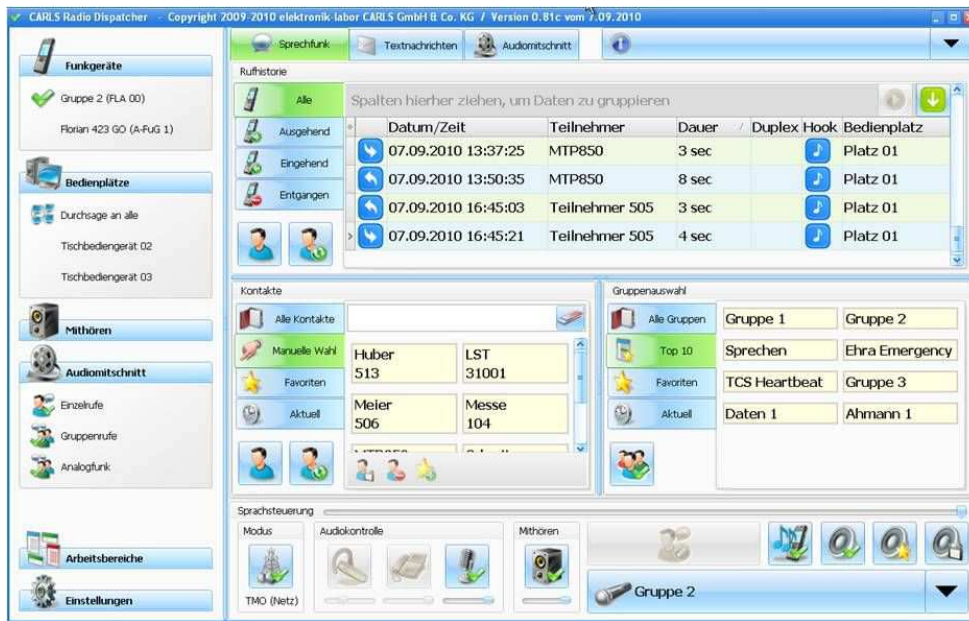 CARLS Radio Dispatcher - Copyright 2009-2010 elektronik-labor CARLS GmbH & Co. KG / Version 0.81c vom 7.09.2010
Funkgeräte
Gruppe 2 (FLA 00)
Florian 423 GO (A-FuG 1)
Bedienplätze
Durchsage an alle
Tischbediengerät 02
Tischbediengerät 03
Mithören
Audiomitschnitt
Einzelrufe
Gruppenrufe
Analogfunk
Arbeitsbereiche
Einstellungen
Sprechfunk Textnachrichten Audiomitschnitt
Rufhistorie
Alle
Ausgehend
Eingehend
Entgangen
Spalten hierher ziehen, um Daten zu gruppieren
Datum/Zeit Teilnehmer Dauer Duplex Hook Bedienplatz
07.09.2010 13:37:25 MTP850 3 sec Platz 01
07.09.2010 13:50:35 MTP850 8 sec Platz 01
07.09.2010 16:45:03 Teilnehmer 505 3 sec Platz 01
07.09.2010 16:45:21 Teilnehmer 505 4 sec Platz 01
Kontakte
Alle Kontakte
Manuelle Wahl
Favoriten
Aktuell
Huber LST
513 31001
Meier Messe
506 104
Gruppenauswahl
Alle Gruppen
Top 10
Favoriten
Aktuell
Gruppe 1 Gruppe 2
Sprechen Ehra Emergency
TCS Heartbeat Gruppe 3
Daten 1 Ahmann 1
Sprachsteuerung
Modus Audiokontrolle Mithören
TMO (Netz)
Gruppe 2